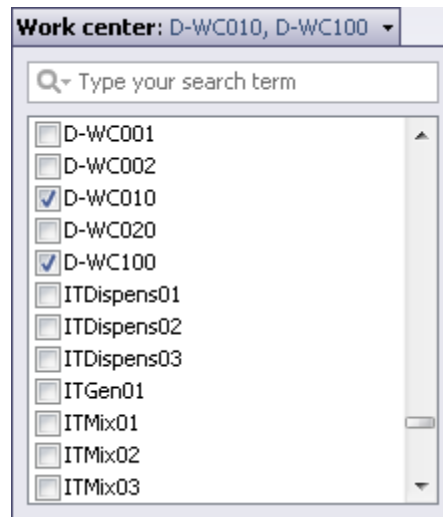 Work center: D-WC010, D-WC100
Type your search term
D-WC001
D-WC002
D-WC010
D-WC020
D-WC100
ITDispens01
ITDispens02
ITDispens03
ITGen01
ITMix01
ITMix02
ITMix03